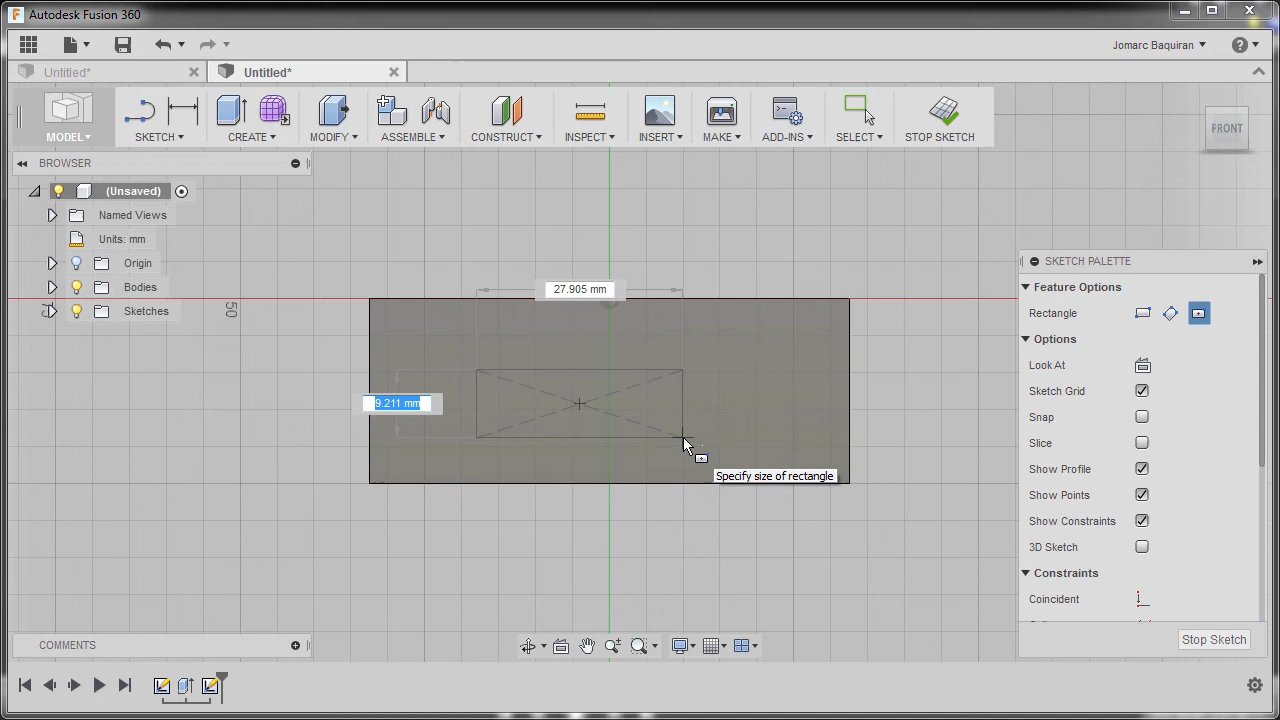 Autodesk Fusion 360
Jomarc Baquiran
Untitled*
Untitled*
MODEL
SKETCH
CREATE
MODIFY
ASSEMBLE
CONSTRUCT
INSPECT
INSERT
MAKE
ADD-INS
SELECT
STOP SKETCH
FRONT
BROWSER
(Unsaved)
Named Views
Units: mm
Origin
Bodies
Sketches
50
27.905 mm
9.211 mm
Specify size of rectangle
SKETCH PALETTE
Feature Options
Rectangle
Options
Look At
Sketch Grid
Snap
Slice
Show Profile
Show Points
Show Constraints
3D Sketch
Constraints
Coincident
Stop Sketch
COMMENTS